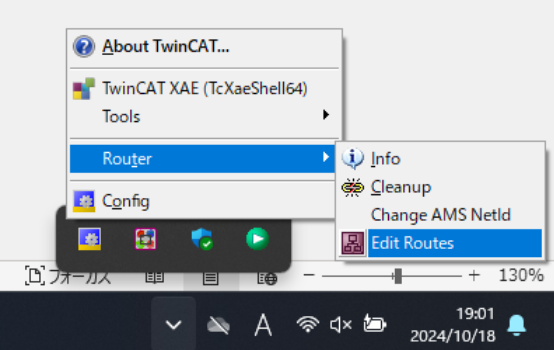 About TwinCAT...
TwinCAT XAE (TcXaeShell64)
Tools
Router
Config
Info
Cleanup
Change AMS NetId
Edit Routes
フォーカス
130%
A
19:01
2024/10/18